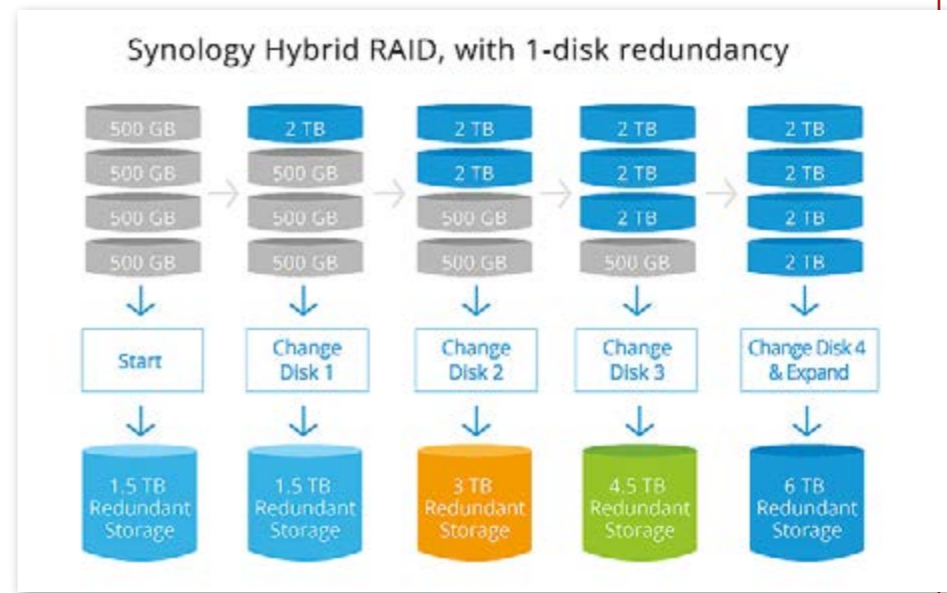 Synology Hybrid RAID, with 1-disk redundancy
500 GB
500 GB
500 GB
500 GB
2 TB
500 GB
500 GB
500 GB
2 TB
2 TB
500 GB
500 GB
2 TB
2 TB
2 TB
500 GB
2 TB
2 TB
2 TB
2 TB
Start
Change
Disk 1
Change
Disk 2
Change
Disk 3
Change Disk 4
& Expand
1.5 TB
Redundant
Storage
1.5 TB
Redundant
Storage
3 TB
Redundant
Storage
4.5 TB
Redundant
Storage
6 TB
Redundant
Storage